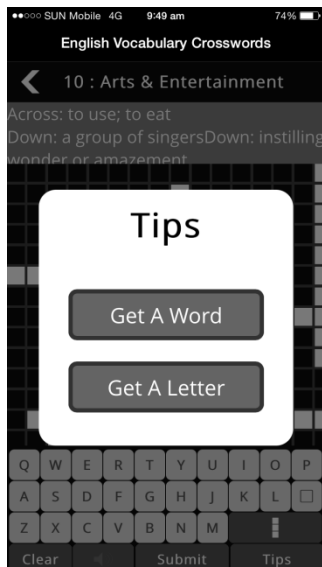 SUN Mobile 4G 9:49 am 74%
English Vocabulary Crosswords
10 : Arts & Entertainment
Across: to use; to eat
Down: a group of singersDown: instilling
wonder or amazement
Tips
Get A Word
Get A Letter
Q W E R T Y U I O P
A S D F G H J K L
Z X C V B N M
Clear Submit Tips